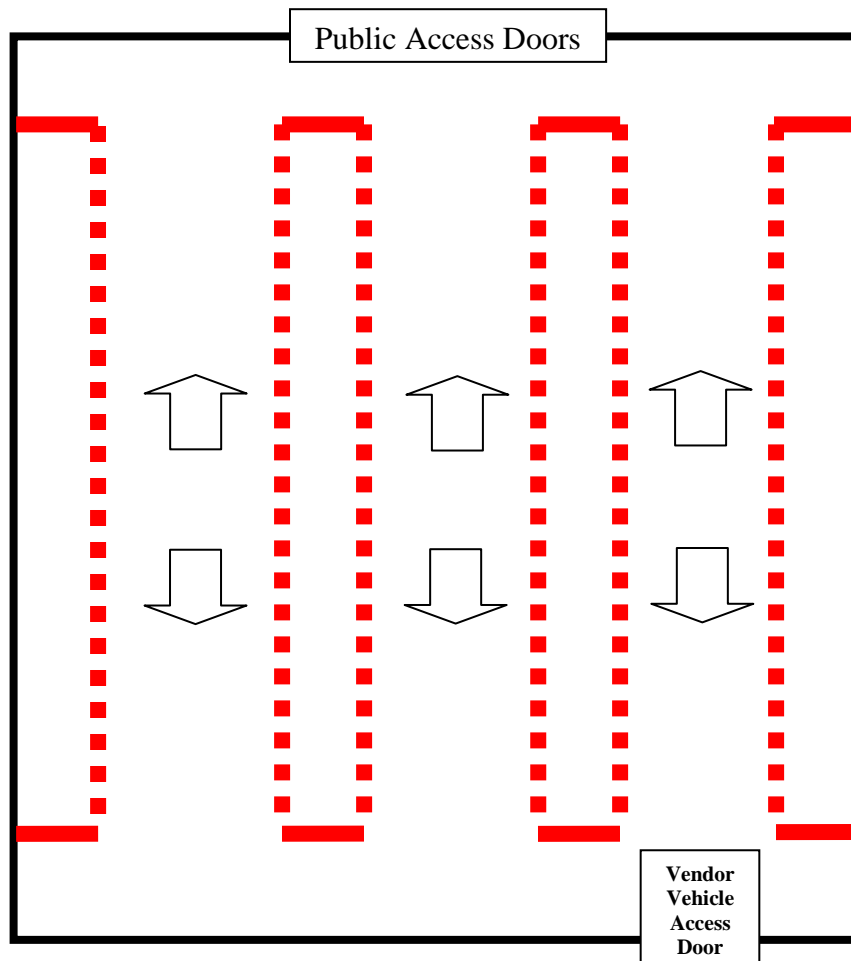 Public Access Doors
Vendor
Vehicle
Access
Door